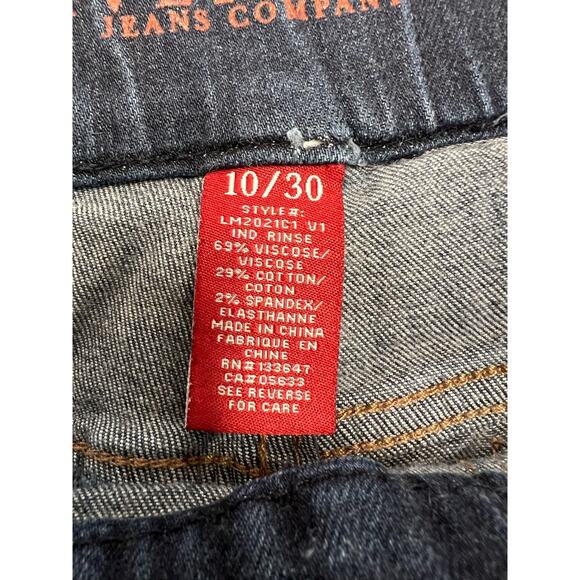 JEANS COMPANY
10/30
STYLE#:
LM2021C1 V1
IND RINSE
69% VISCOSE/
VISCOSE
29% COTTON/
COTON
2% SPANDEX/
ELASTHANNE
MADE IN CHINA
FABRIQUE EN
CHINE
RN# 133647
CA#05633
SEE REVERSE
FOR CARE